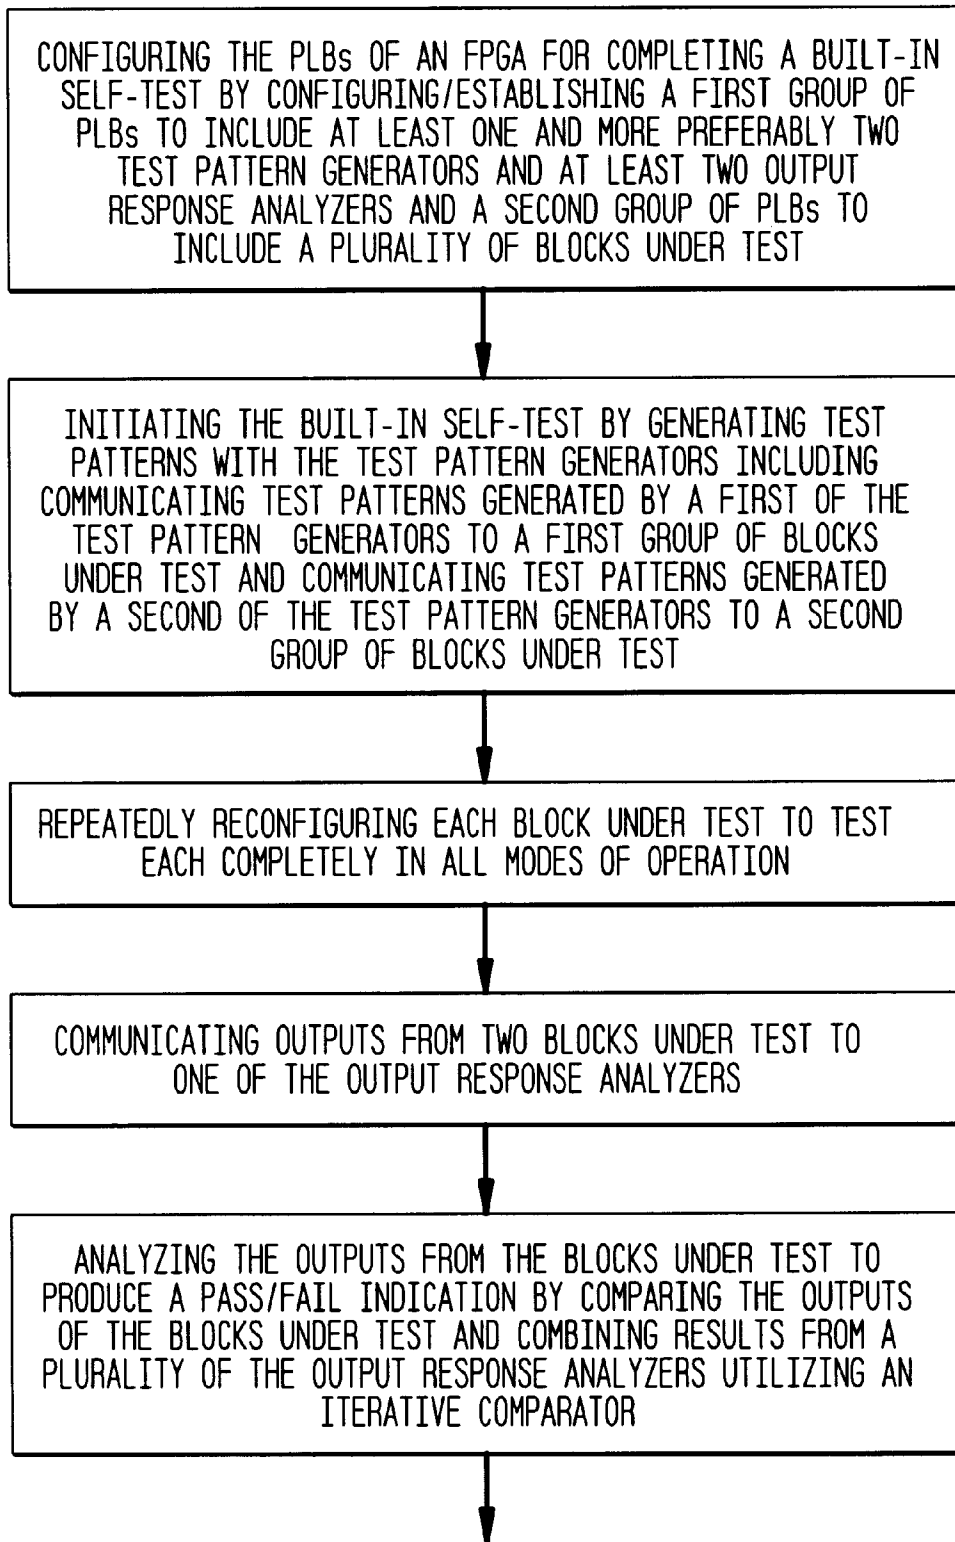 CONFIGURING THE PLBs OF AN FPGA FOR COMPLETING A BUILT-IN
SELF-TEST BY CONFIGURING/ESTABLISHING A FIRST GROUP OF
PLBs TO INCLUDE AT LEAST ONE AND MORE PREFERABLY TWO
TEST PATTERN GENERATORS AND AT LEAST TWO OUTPUT
RESPONSE ANALYZERS AND A SECOND GROUP OF PLBs TO
INCLUDE A PLURALITY OF BLOCKS UNDER TEST
INITIATING THE BUILT-IN SELF-TEST BY GENERATING TEST
PATTERNS WITH THE TEST PATTERN GENERATORS INCLUDING
COMMUNICATING TEST PATTERNS GENERATED BY A FIRST OF THE
TEST PATTERN GENERATORS TO A FIRST GROUP OF BLOCKS
UNDER TEST AND COMMUNICATING TEST PATTERNS GENERATED
BY A SECOND OF THE TEST PATTERN GENERATORS TO A SECOND
GROUP OF BLOCKS UNDER TEST
REPEATEDLY RECONFIGURING EACH BLOCK UNDER TEST TO TEST
EACH COMPLETELY IN ALL MODES OF OPERATION
COMMUNICATING OUTPUTS FROM TWO BLOCKS UNDER TEST TO
ONE OF THE OUTPUT RESPONSE ANALYZERS
ANALYZING THE OUTPUTS FROM THE BLOCKS UNDER TEST TO
PRODUCE A PASS/FAIL INDICATION BY COMPARING THE OUTPUTS
OF THE BLOCKS UNDER TEST AND COMBINING RESULTS FROM A
PLURALITY OF THE OUTPUT RESPONSE ANALYZERS UTILIZING AN
ITERATIVE COMPARATOR